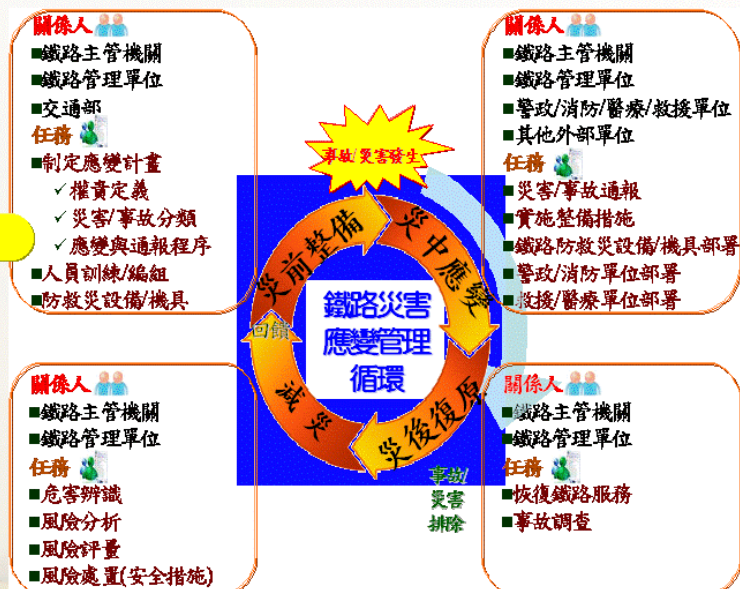 關係人
■鐵路主管機關
■鐵路管理單位
■交通部
任務
■制定應變計畫
✓權責定義
✓災害/事故分類
✓應變與通報程序
■人員訓練/編組
■防救災設備/機具
關係人
■鐵路主管機關
■鐵路管理單位
■警政/消防/醫療/救援單位
■其他外部單位
任務
■災害/事故通報
■實施整備措施
■鐵路防救災設備/機具部署
■警政/消防單位部署
■救援/醫療單位部署
事故/災害發生
災前整備
災中應變
鐵路災害
應變管理
循環
回饋
減災
災後復原
事故/
災害
排除
關係人
■鐵路主管機關
■鐵路管理單位
任務
■危害辨識
■風險分析
■風險評量
■風險處置(安全措施)
關係人
■鐵路主管機關
■鐵路管理單位
任務
■恢復鐵路服務
■事故調查